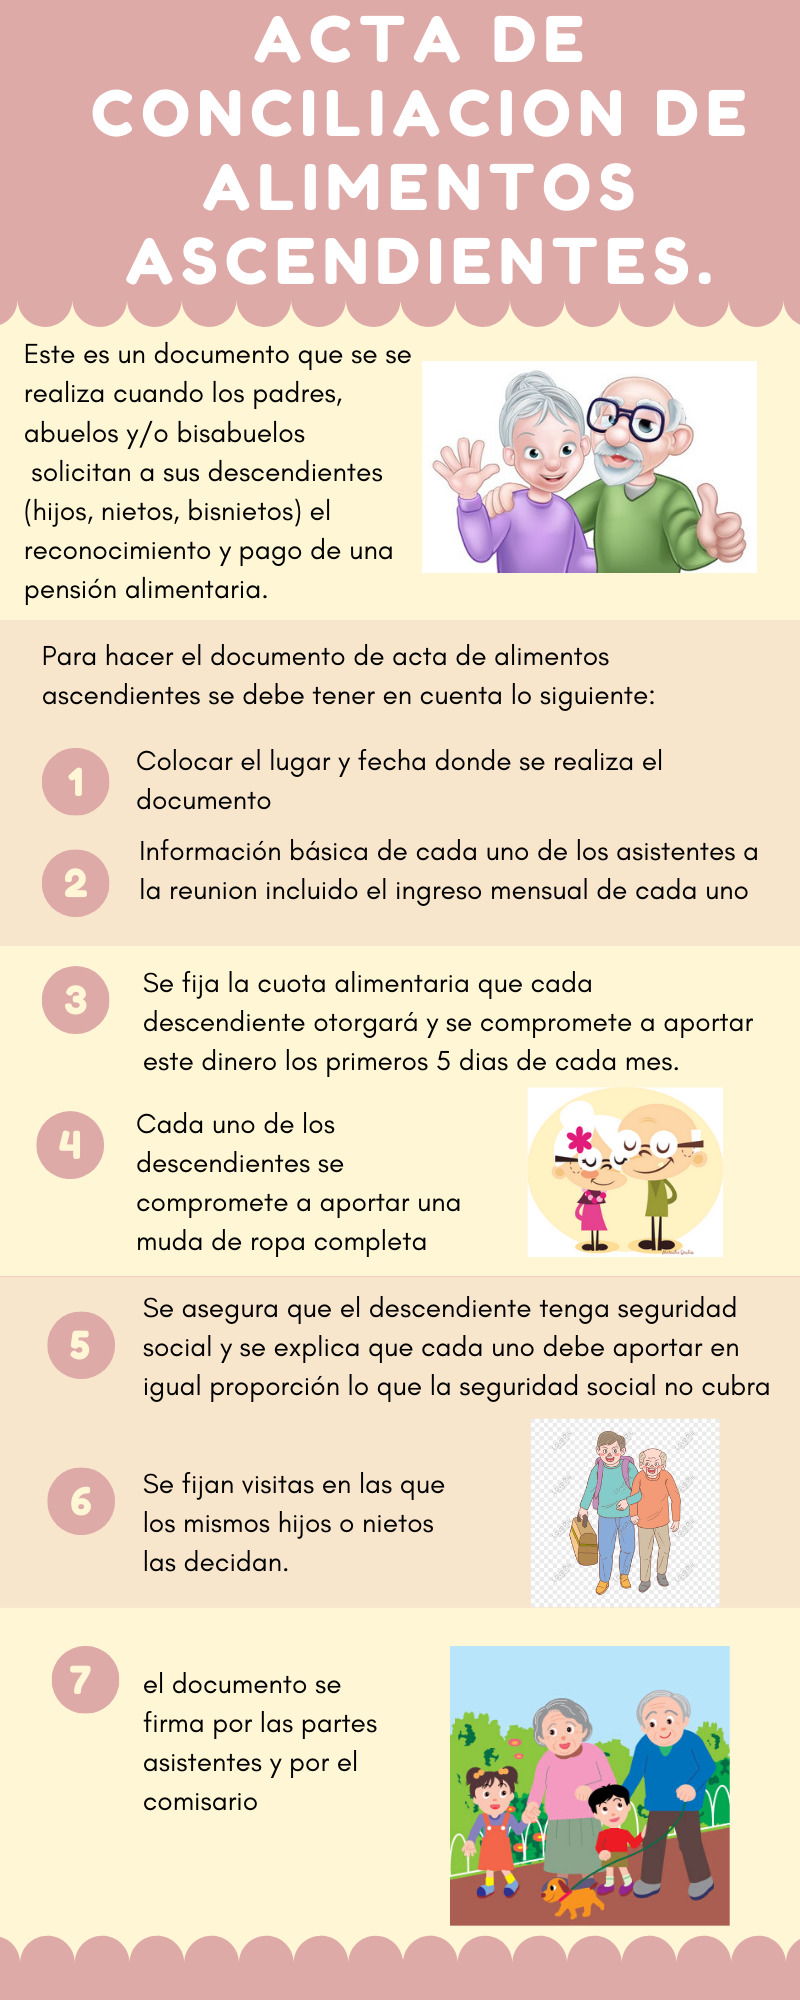 ACTA DE
CONCILIACION DE
ALIMENTOS
ASCENDIENTES.
Este es un documento que se se
realiza cuando los padres,
abuelos y/o bisabuelos
solicitan a sus descendientes
(hijos, nietos, bisnietos) el
reconocimiento y pago de una
pensión alimentaria.
Para hacer el documento de acta de alimentos
ascendientes se debe tener en cuenta lo siguiente:
1
Colocar el lugar y fecha donde se realiza el
documento
2
Información básica de cada uno de los asistentes a
la reunion incluido el ingreso mensual de cada uno
3
Se fija la cuota alimentaria que cada
descendiente otorgará y se compromete a aportar
este dinero los primeros 5 dias de cada mes.
4
Cada uno de los
descendientes se
compromete a aportar una
muda de ropa completa
5
Se asegura que el descendiente tenga seguridad
social y se explica que cada uno debe aportar en
igual proporción lo que la seguridad social no cubra
6
Se fijan visitas en las que
los mismos hijos o nietos
las decidan.
7
el documento se
firma por las partes
asistentes y por el
comisario